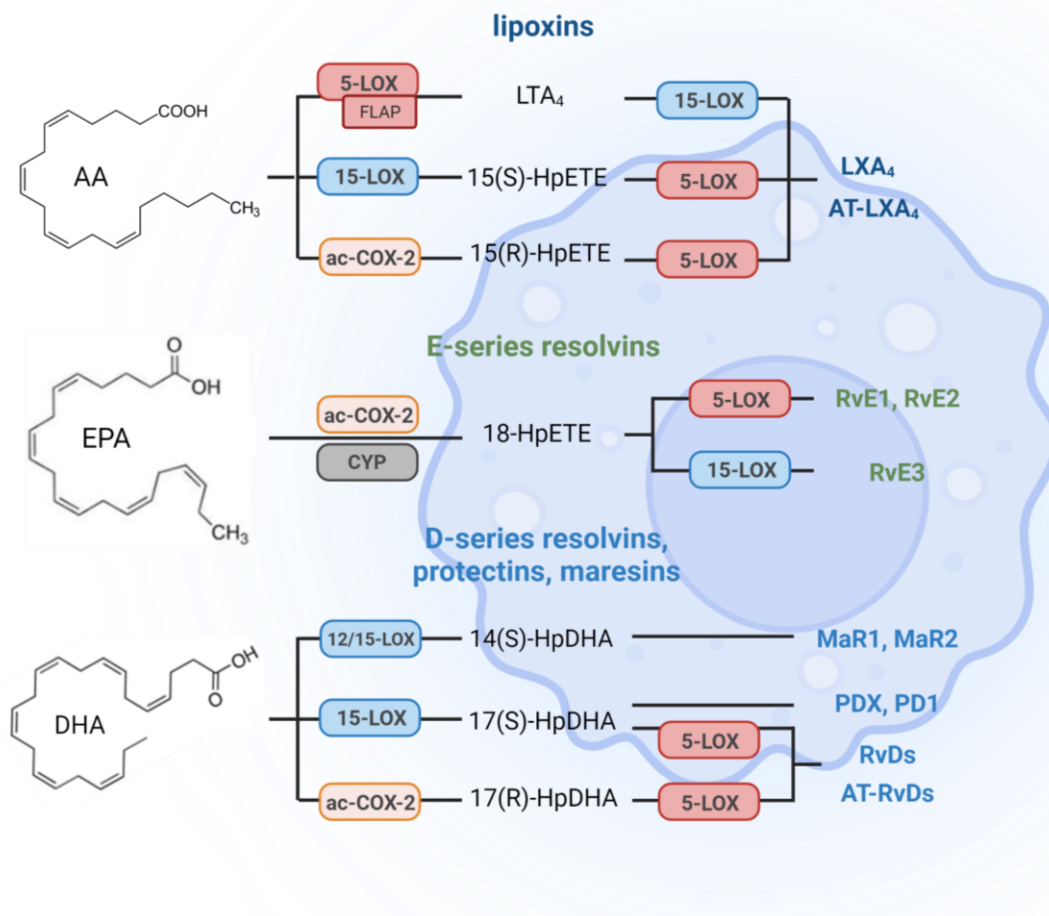 lipoxins
5-LOX
FLAP
LTA₄
15-LOX
COOH
AA
CH₃
15-LOX
15(S)-HpETE
5-LOX
LXA₄
AT-LXA₄
ac-COX-2
15(R)-HpETE
5-LOX
E-series resolvins
O
OH
EPA
CH₃
ac-COX-2
CYP
18-HpETE
5-LOX
RvE1, RvE2
15-LOX
RvE3
D-series resolvins,
protectins, maresins
OH
O
DHA
12/15-LOX
14(S)-HpDHA
MaR1, MaR2
15-LOX
17(S)-HpDHA
PDX, PD1
5-LOX
RvDs
AT-RvDs
ac-COX-2
17(R)-HpDHA
5-LOX